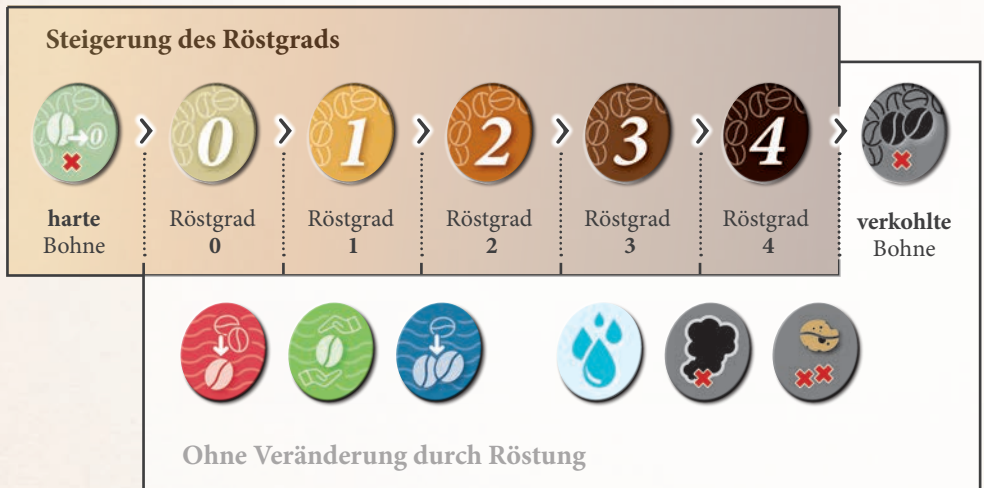 Steigerung des Röstgrads
0
0 1 2 3 4
harte Röstgrad Röstgrad Röstgrad Röstgrad Röstgrad verkohlte
Bohne 0 1 2 3 4 Bohne
Ohne Veränderung durch Röstung